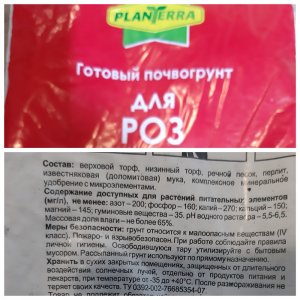 PLANTERRA
Готовый почвогрунт
для
РОЗ
Состав: верховой торф, низинный торф, речной песок, перлит,
известняковая (доломитовая) мука, комплексное минеральное
удобрение с микроэлементами.
Содержание доступных для растений питательных элементов
(мг/л), не менее: азот - 200; фосфор - 160; калий - 270; кальций - 150;
магний - 145; гуминовые вещества - 35, pH водного раствора - 5,5-6,5.
Массовая доля влаги - не более 65%.
Меры безопасности: грунт относится к малоопасным веществам (IV
класс). Пожаро- и взрывобезопасен. При работе соблюдайте правила
личной гигиены. Освободившуюся тару утилизируйте с бытовым
мусором. Рассыпанный грунт используют по прямому назначению.
Хранить в сухих закрытых помещениях, защищенных от длительного
воздействия солнечных лучей, отдельно от продуктов питания и
лекарств, при температуре от -35 до +40°С. После замерзания
не теряет своих качеств. ТУ 0392-002-76685354-07
Товар не подлежит